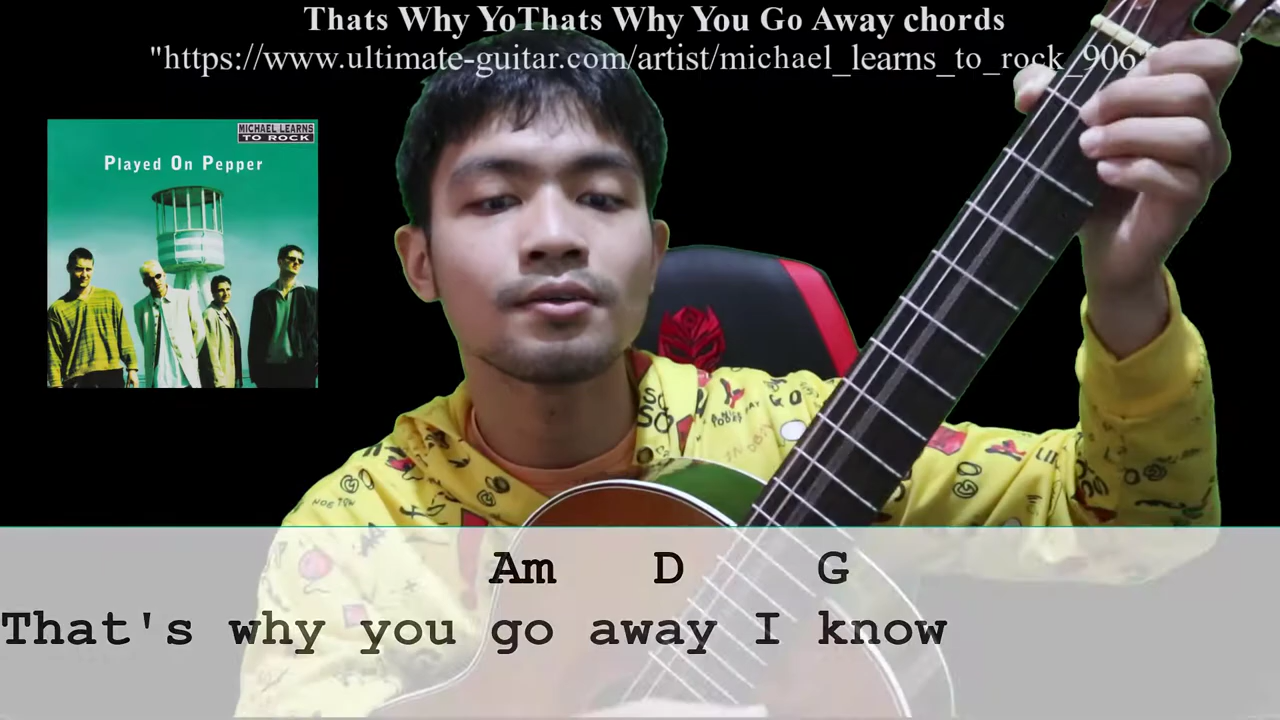 Thats Why YoThats Why You Go Away chords
"https://www.ultimate-guitar.com/artist/michael_learns_to_rock_906
MICHAEL LEARNS
TO ROCK
Played On Pepper
Am D G
That's why you go away I know